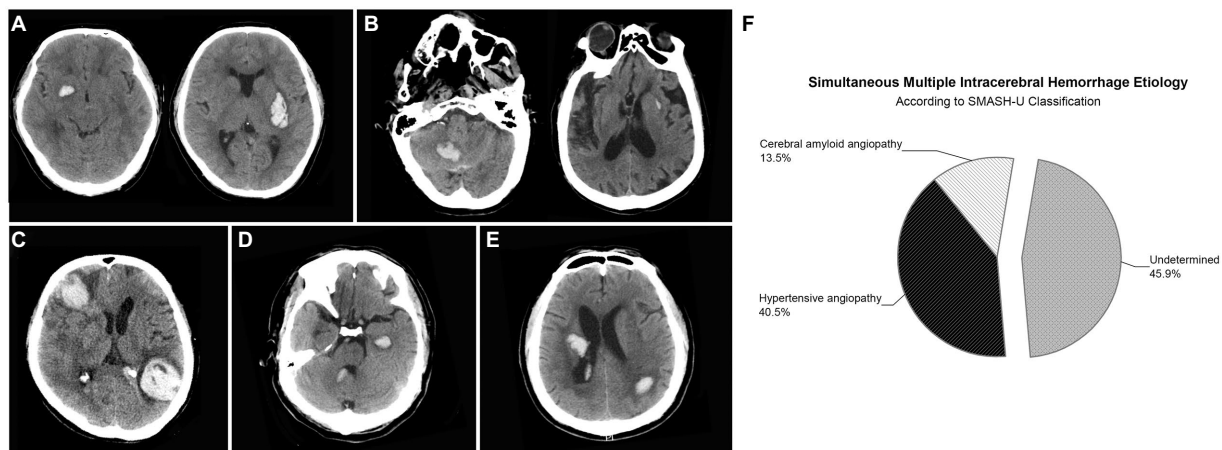 A
B
C
D
E
F
Simultaneous Multiple Intracerebral Hemorrhage Etiology
According to SMASH-U Classification
Cerebral amyloid angiopathy
13.5%
Undetermined
45.9%
Hypertensive angiopathy
40.5%